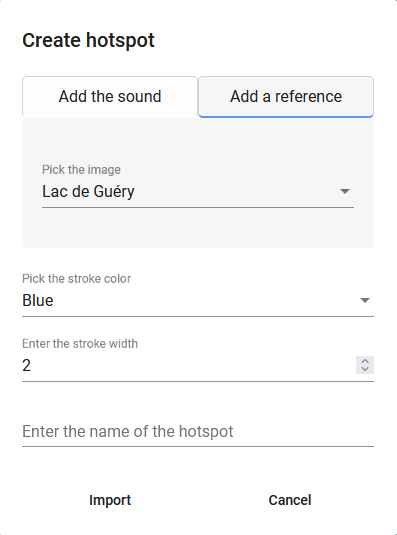 Create hotspot
Add the sound
Add a reference
Pick the image
Lac de Guéry
Pick the stroke color
Blue
Enter the stroke width
2
Enter the name of the hotspot
Import
Cancel